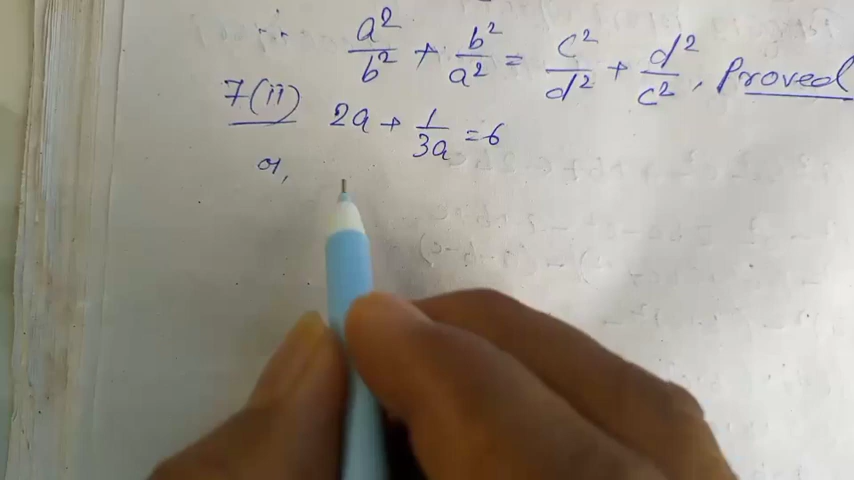 ∴ a²/b² + b²/a² = c²/d² + d²/c², Proved
7(ii) 2a + 1/3a = 6
or,